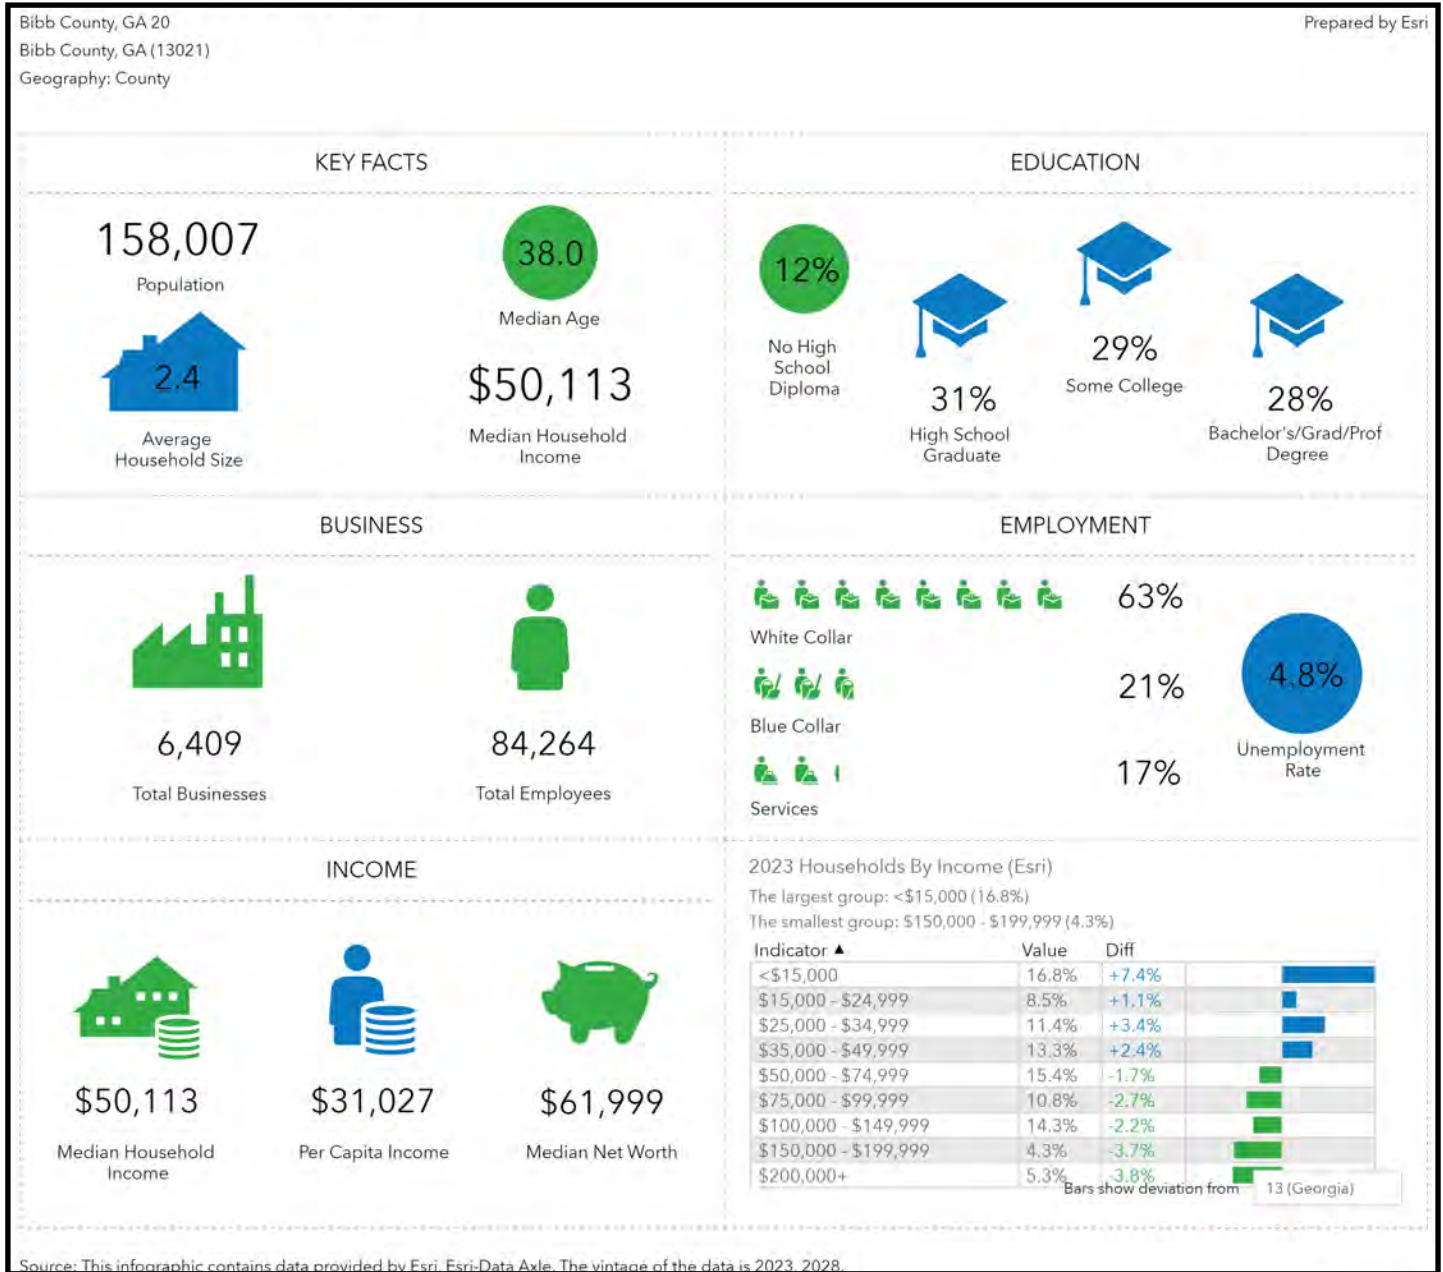 Bibb County, GA 20
Prepared by Esri
Bibb County, GA (13021)
Geography: County
KEY FACTS
158,007
Population
38.0
Median Age
2.4
Average
Household Size
$50,113
Median Household
Income
EDUCATION
12%
No High
School
Diploma
31%
High School
Graduate
29%
Some College
28%
Bachelor's/Grad/Prof
Degree
BUSINESS
6,409
Total Businesses
84,264
Total Employees
EMPLOYMENT
63%
White Collar
21%
Blue Collar
17%
Services
4.8%
Unemployment
Rate
INCOME
$50,113
Median Household
Income
$31,027
Per Capita Income
$61,999
Median Net Worth
2023 Households By Income (Esri)
The largest group: <$15,000 (16.8%)
The smallest group: $150,000 - $199,999 (4.3%)
Indicator ▲ Value Diff
<$15,000 16.8% +7.4%
$15,000 - $24,999 8.5% +1.1%
$25,000 - $34,999 11.4% +3.4%
$35,000 - $49,999 13.3% +2.4%
$50,000 - $74,999 15.4% -1.7%
$75,000 - $99,999 10.8% -2.7%
$100,000 - $149,999 14.3% -2.2%
$150,000 - $199,999 4.3% -3.7%
$200,000+ 5.3% -3.8%
Bars show deviation from 13 (Georgia)
Source: This infographic contains data provided by Esri, Esri-Data Axle. The vintage of the data is 2023, 2028.